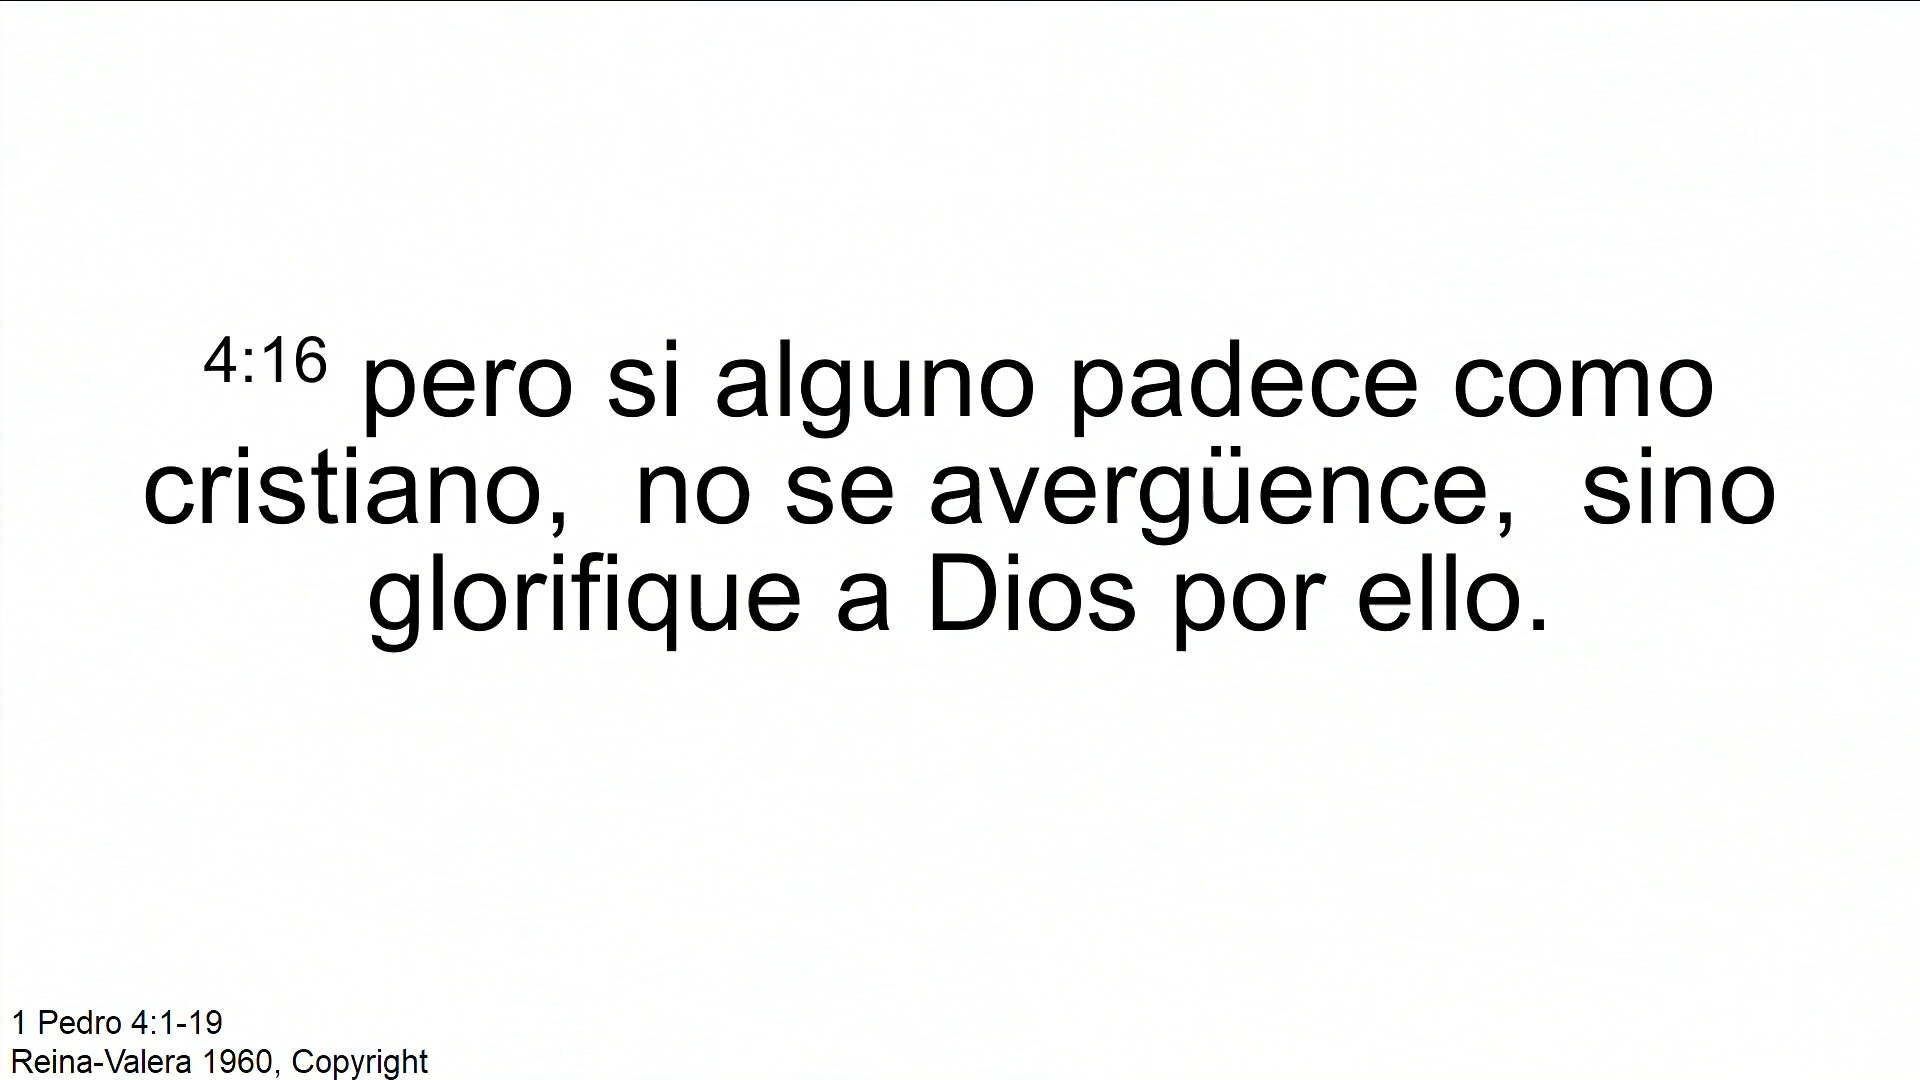 4:16 pero si alguno padece como
cristiano,  no se avergüence,  sino
glorifique a Dios por ello.
1 Pedro 4:1-19
Reina-Valera 1960, Copyright